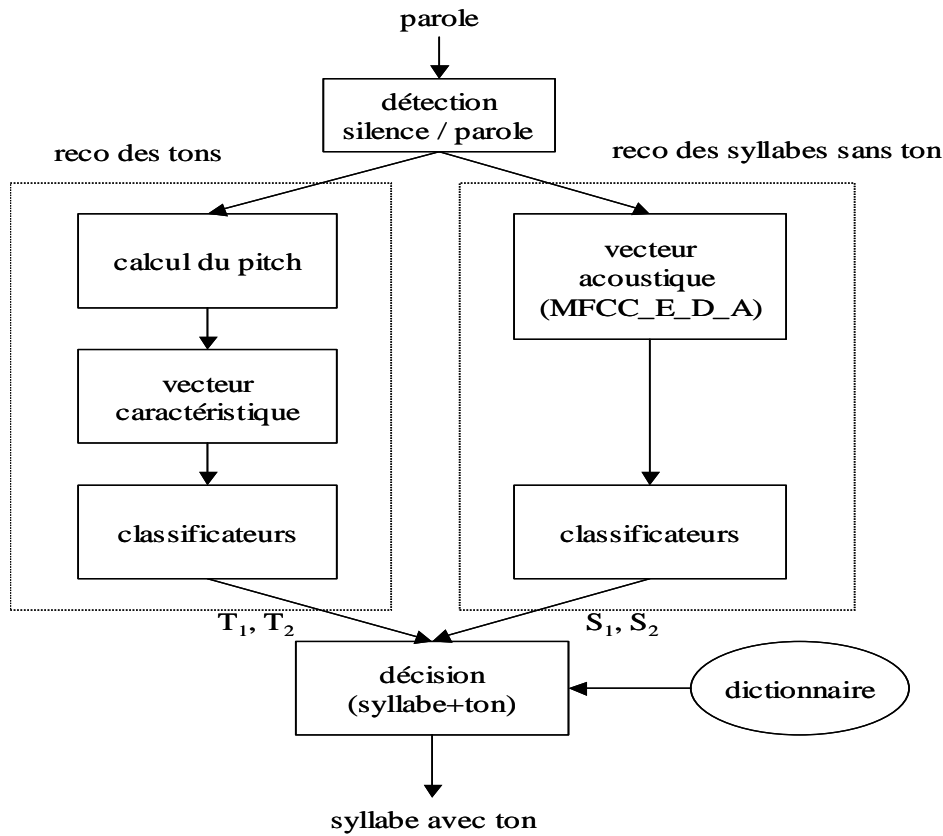 parole
détection
silence / parole
reco des tons
reco des syllabes sans ton
calcul du pitch
vecteur
caractéristique
classificateurs
vecteur
acoustique
(MFCC_E_D_A)
classificateurs
T₁, T₂
S₁, S₂
décision
(syllabe+ton)
dictionnaire
syllabe avec ton